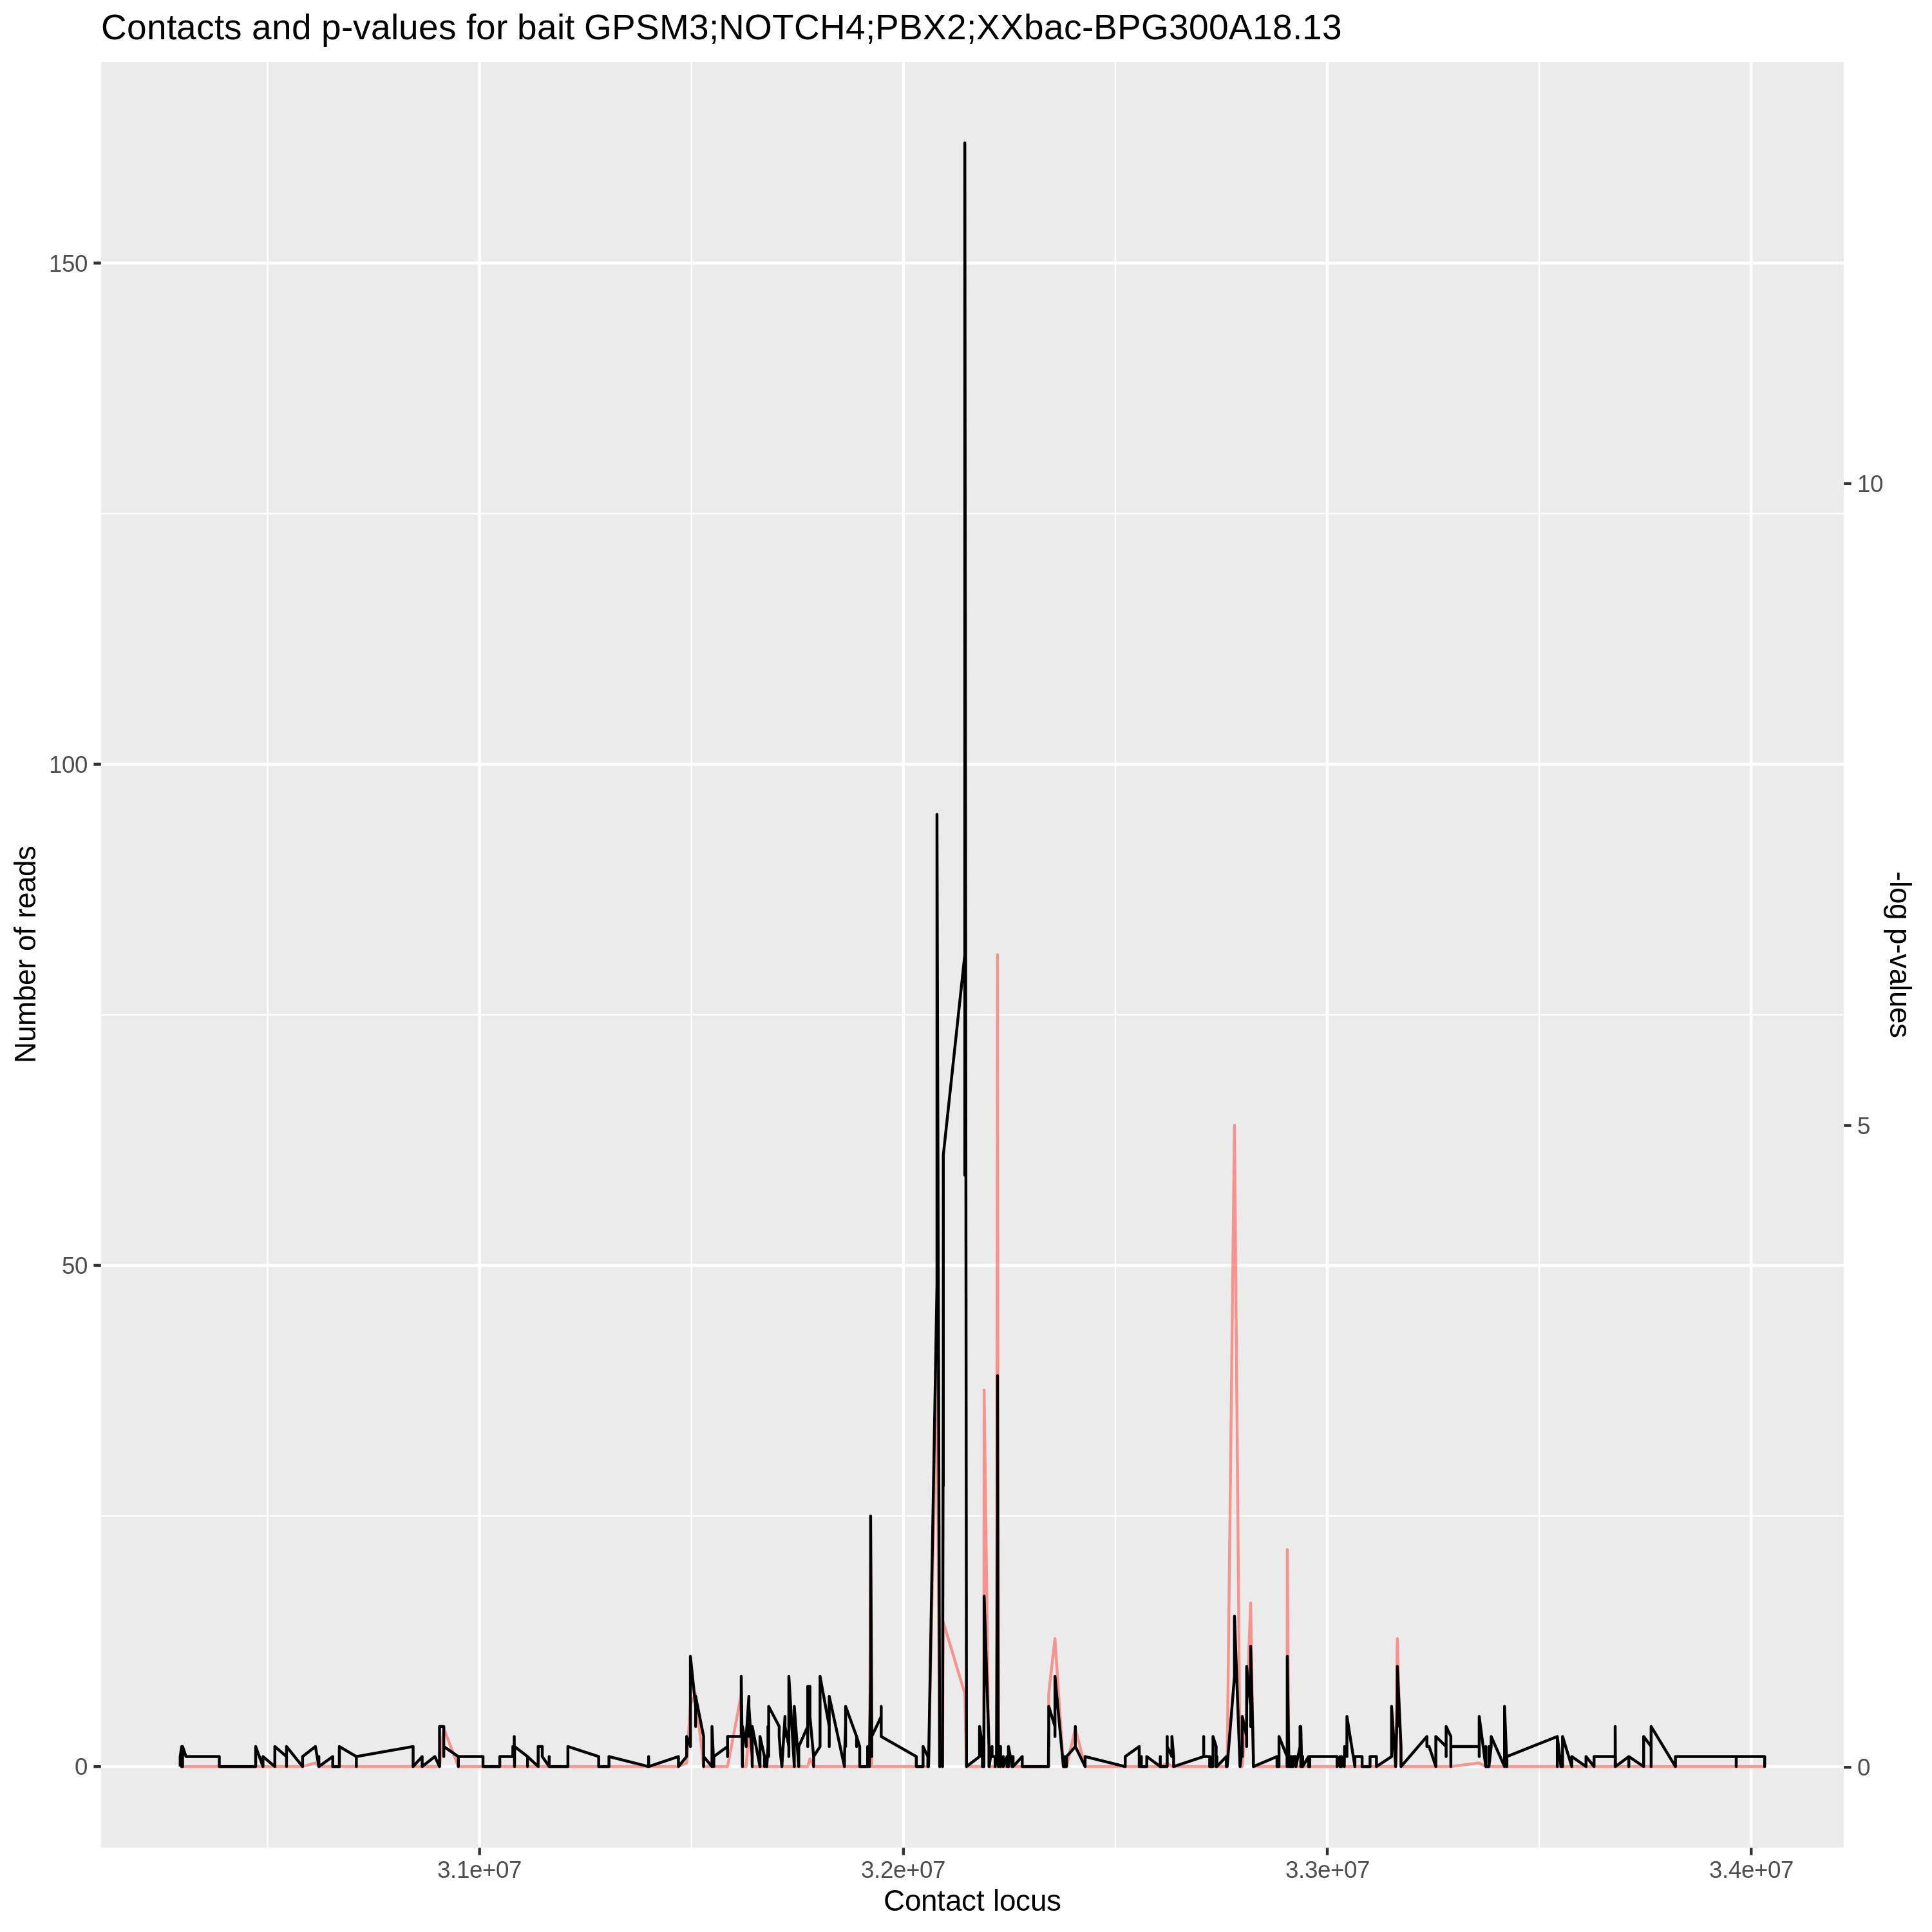 Contacts and p-values for bait GPSM3;NOTCH4;PBX2;XXbac-BPG300A18.13
150
100
50
0
Number of reads
10
5
0
-log p-values
3.1e+07
3.2e+07
3.3e+07
3.4e+07
Contact locus